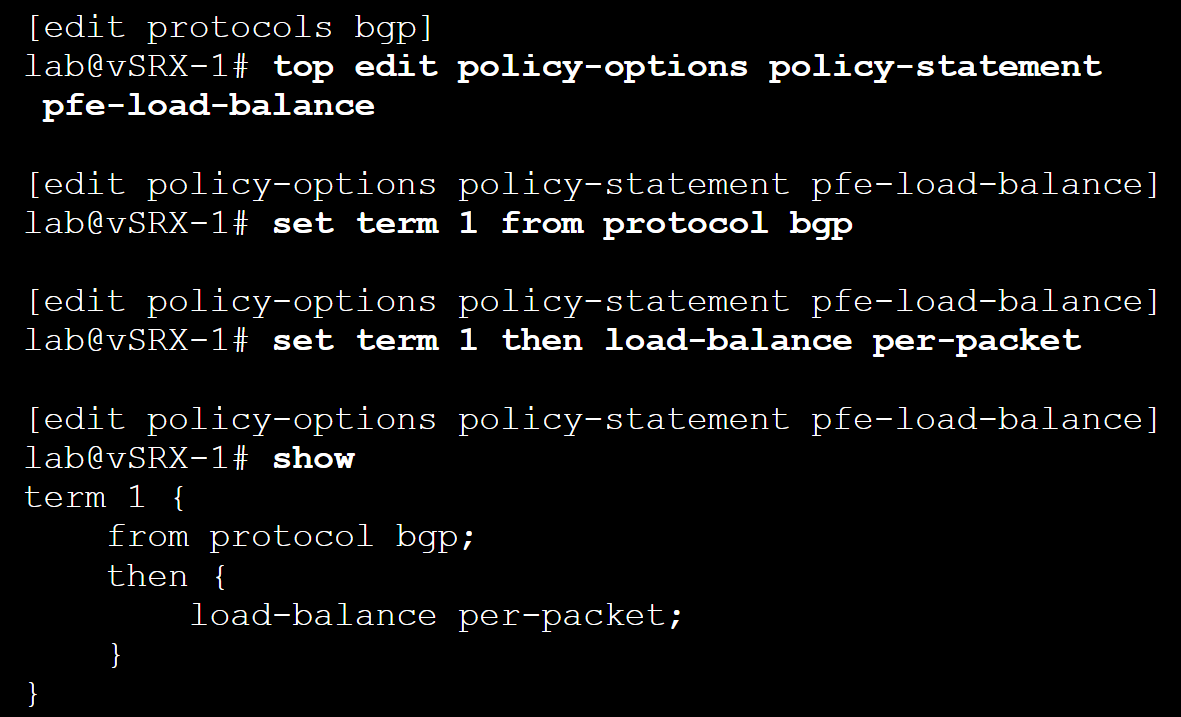 [edit protocols bgp]
lab@vSRX-1# top edit policy-options policy-statement
 pfe-load-balance

[edit policy-options policy-statement pfe-load-balance]
lab@vSRX-1# set term 1 from protocol bgp

[edit policy-options policy-statement pfe-load-balance]
lab@vSRX-1# set term 1 then load-balance per-packet

[edit policy-options policy-statement pfe-load-balance]
lab@vSRX-1# show
term 1 {
    from protocol bgp;
    then {
        load-balance per-packet;
    }
}